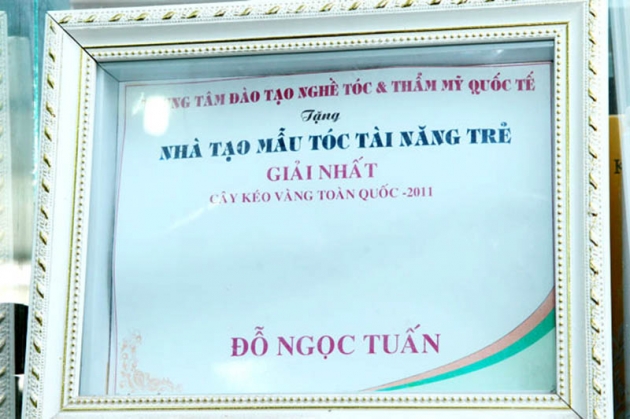 TÂM ĐÀO TẠO NGHỀ TÓC & THẨM MỸ QUỐC TẾ
Tặng
NHÀ TẠO MẪU TÓC TÀI NĂNG TRẺ
GIẢI NHẤT
CÂY KÉO VÀNG TOÀN QUỐC -2011
ĐỖ NGỌC TUẤN